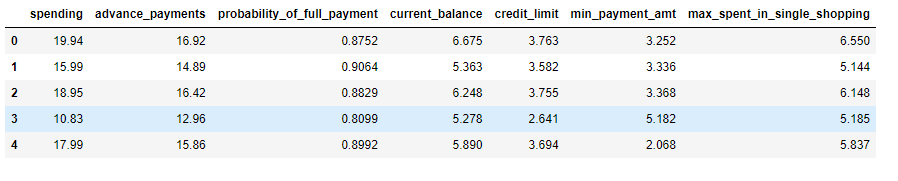 spending advance_payments probability_of_full_payment current_balance credit_limit min_payment_amt max_spent_in_single_shopping
0 19.94 16.92 0.8752 6.675 3.763 3.252 6.550
1 15.99 14.89 0.9064 5.363 3.582 3.336 5.144
2 18.95 16.42 0.8829 6.248 3.755 3.368 6.148
3 10.83 12.96 0.8099 5.278 2.641 5.182 5.185
4 17.99 15.86 0.8992 5.890 3.694 2.068 5.837